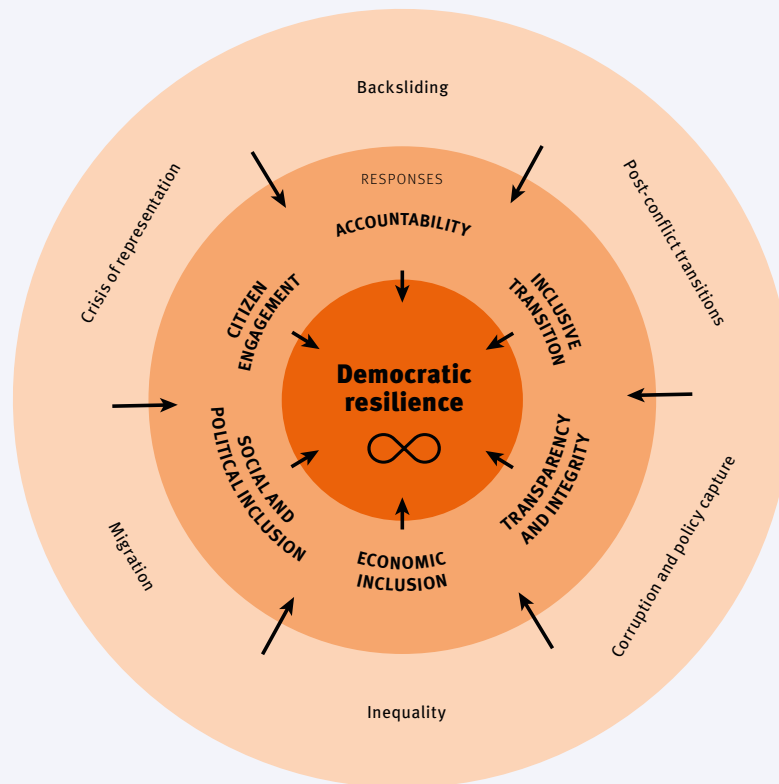 Backsliding
Crisis of representation
Post-conflict transitions
RESPONSES
ACCOUNTABILITY
CITIZEN
ENGAGEMENT
INCLUSIVE
TRANSITION
Democratic
resilience
SOCIAL AND
POLITICAL INCLUSION
TRANSPARENCY
AND INTEGRITY
ECONOMIC
INCLUSION
Migration
Corruption and policy capture
Inequality